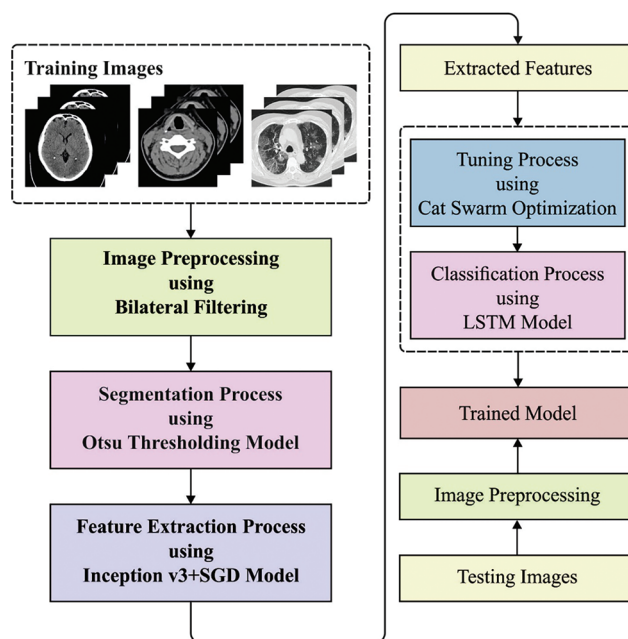 Training Images
Image Preprocessing
using
Bilateral Filtering
Segmentation Process
using
Otsu Thresholding Model
Feature Extraction Process
using
Inception v3+SGD Model
Extracted Features
Tuning Process
using
Cat Swarm Optimization
Classification Process
using
LSTM Model
Trained Model
Image Preprocessing
Testing Images